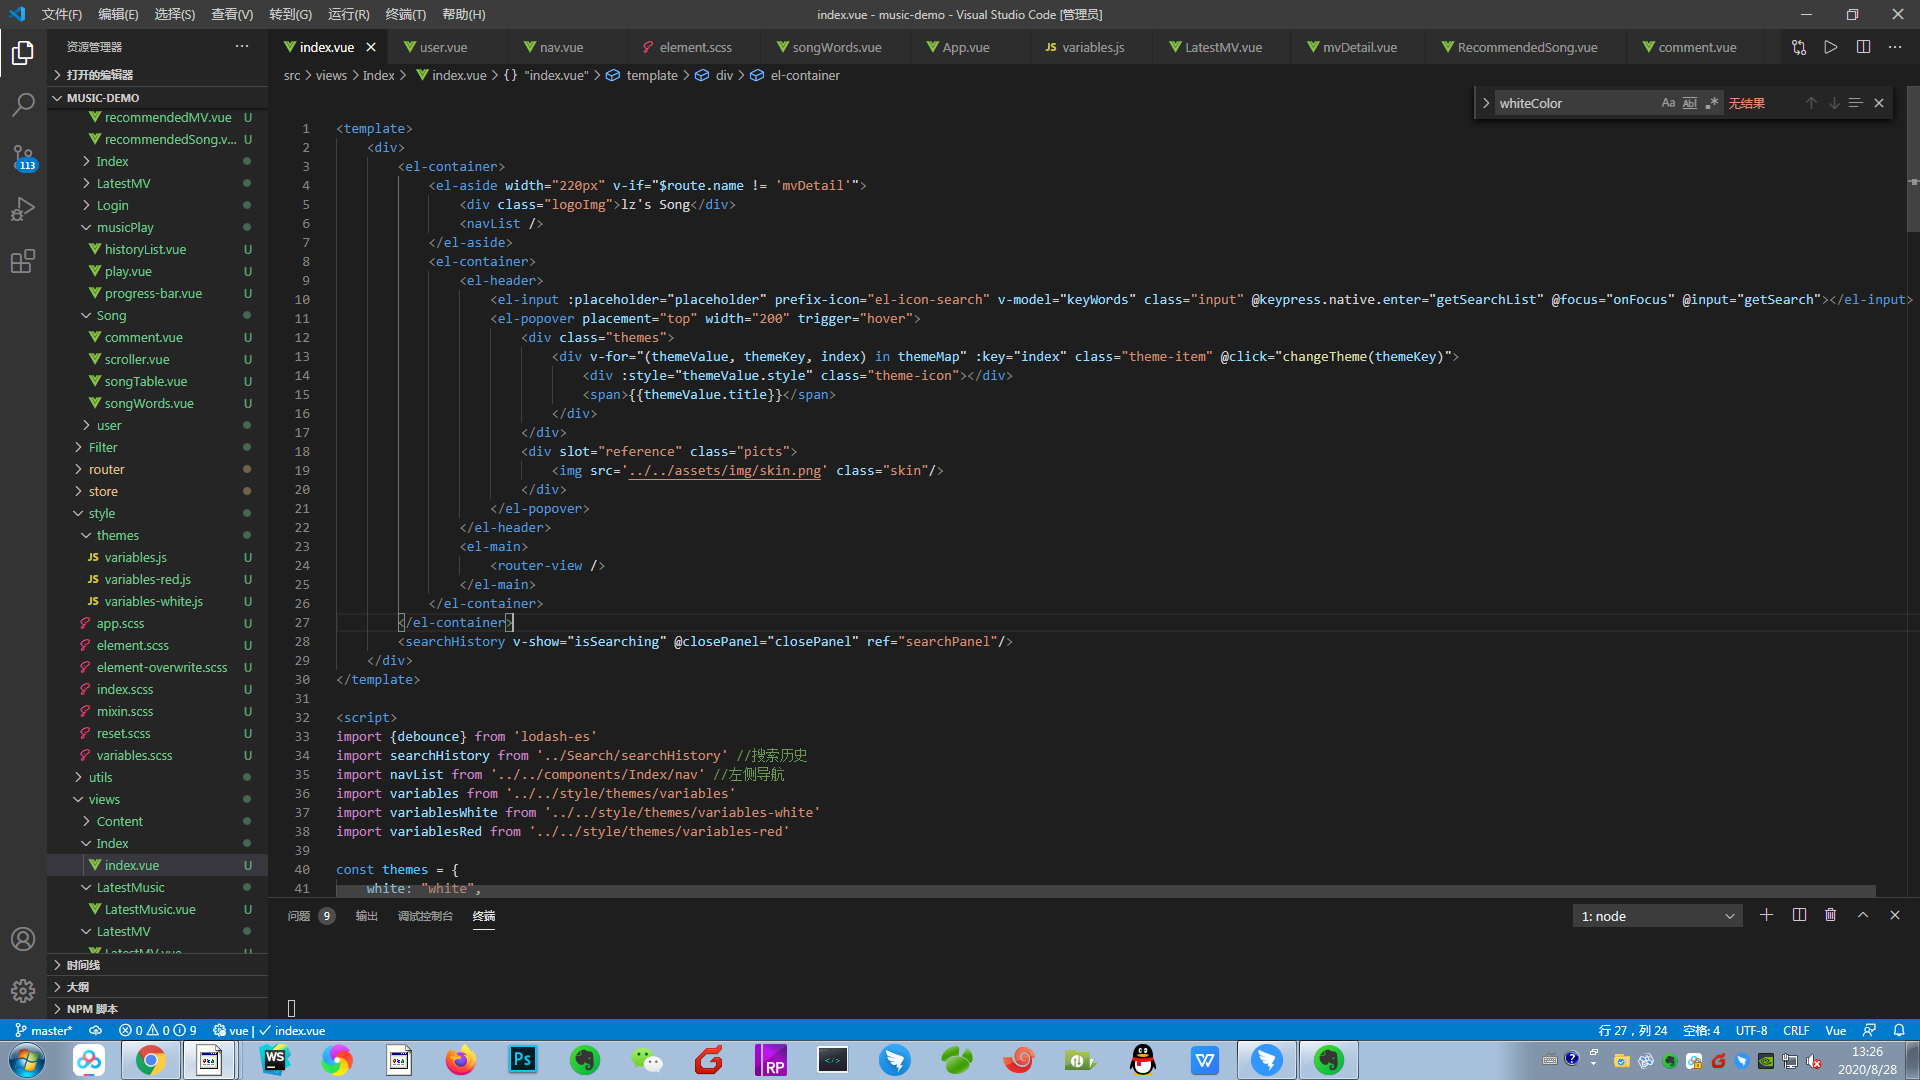 文件(F) 编辑(E) 选择(S) 查看(V) 转到(G) 运行(R) 终端(T) 帮助(H)
index.vue - music-demo - Visual Studio Code [管理员]
资源管理器
index.vue
user.vue
nav.vue
element.scss
songWords.vue
App.vue
JS variables.js
LatestMV.vue
mvDetail.vue
RecommendedSong.vue
comment.vue
src > views > Index > index.vue > {} "index.vue" > template > div > el-container
whiteColor
Aa Abl .* 无结果
打开的编辑器
MUSIC-DEMO
recommendedMV.vue U
recommendedSong.v... U
Index
LatestMV
Login
musicPlay
historyList.vue U
play.vue U
progress-bar.vue U
Song
comment.vue U
scroller.vue U
songTable.vue U
songWords.vue U
user
Filter
router
store
style
themes
JS variables.js U
JS variables-red.js U
JS variables-white.js U
app.scss U
element.scss U
element-overwrite.scss U
index.scss U
mixin.scss U
reset.scss U
variables.scss U
utils
views
Content
Index
index.vue U
LatestMusic
LatestMusic.vue U
LatestMV
LatestMV.vue U
时间线
大纲
NPM 脚本
113
1 <template>
2 <div>
3 <el-container>
4 <el-aside width="220px" v-if="$route.name != 'mvDetail'">
5 <div class="logoImg">lz's Song</div>
6 <navList />
7 </el-aside>
8 <el-container>
9 <el-header>
10 <el-input :placeholder="placeholder" prefix-icon="el-icon-search" v-model="keyWords" class="input" @keypress.native.enter="getSearchList" @focus="onFocus" @input="getSearch"></el-input>
11 <el-popover placement="top" width="200" trigger="hover">
12 <div class="themes">
13 <div v-for="(themeValue, themeKey, index) in themeMap" :key="index" class="theme-item" @click="changeTheme(themeKey)">
14 <div :style="themeValue.style" class="theme-icon"></div>
15 <span>{{themeValue.title}}</span>
16 </div>
17 </div>
18 <div slot="reference" class="picts">
19 <img src='../../assets/img/skin.png' class="skin"/>
20 </div>
21 </el-popover>
22 </el-header>
23 <el-main>
24 <router-view />
25 </el-main>
26 </el-container>
27 </el-container>
28 <searchHistory v-show="isSearching" @closePanel="closePanel" ref="searchPanel"/>
29 </div>
30 </template>
31
32 <script>
33 import {debounce} from 'lodash-es'
34 import searchHistory from '../Search/searchHistory' //搜索历史
35 import navList from '../../components/Index/nav' //左侧导航
36 import variables from '../../style/themes/variables'
37 import variablesWhite from '../../style/themes/variables-white'
38 import variablesRed from '../../style/themes/variables-red'
39
40 const themes = {
41 white: "white",
问题 9 输出 调试控制台 终端
1: node
master* 0 0 9 vue | index.vue
行 27，列 24 空格: 4 UTF-8 CRLF Vue
WS
Ps
RP
13:26
2020/8/28